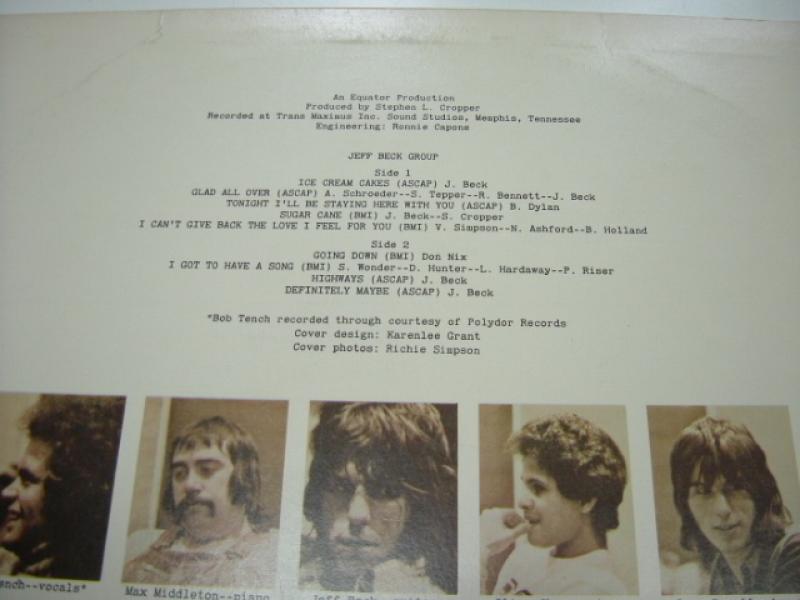 An Equator Production
Produced by Stephen L. Cropper
Recorded at Trans Maximus Inc. Sound Studios, Memphis, Tennessee
Engineering: Ronnie Capone
JEFF BECK GROUP
Side 1
ICE CREAM CAKES (ASCAP) J. Beck
GLAD ALL OVER (ASCAP) A. Schroeder--S. Tepper--R. Bennett--J. Beck
TONIGHT I'LL BE STAYING HERE WITH YOU (ASCAP) B. Dylan
SUGAR CANE (BMI) J. Beck--S. Cropper
I CAN'T GIVE BACK THE LOVE I FEEL FOR YOU (BMI) V. Simpson--N. Ashford--B. Holland
Side 2
GOING DOWN (BMI) Don Nix
I GOT TO HAVE A SONG (BMI) S. Wonder--D. Hunter--L. Hardaway--P. Riser
HIGHWAYS (ASCAP) J. Beck
DEFINITELY MAYBE (ASCAP) J. Beck
*Bob Tench recorded through courtesy of Polydor Records
Cover design: Karenlee Grant
Cover photos: Richie Simpson
ench--vocals*
Max Middleton--piano